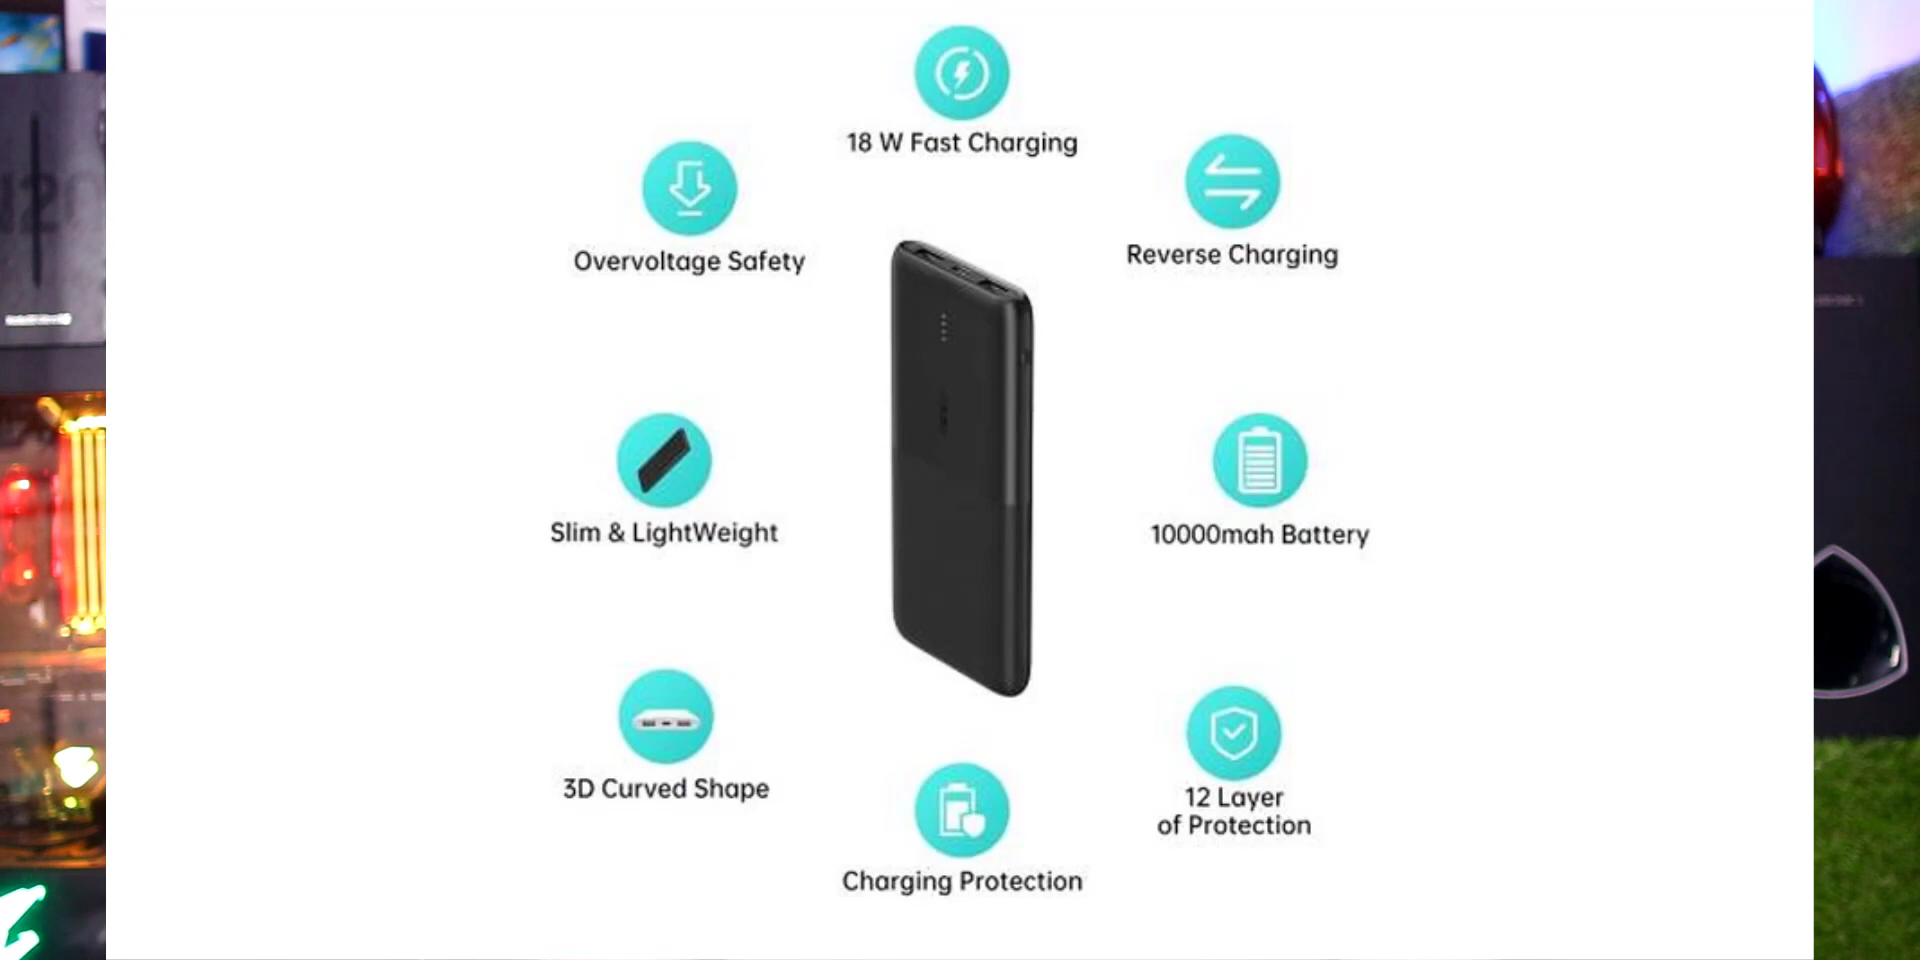 18 W Fast Charging
Overvoltage Safety
Reverse Charging
Slim & LightWeight
10000mah Battery
3D Curved Shape
12 Layer
of Protection
Charging Protection